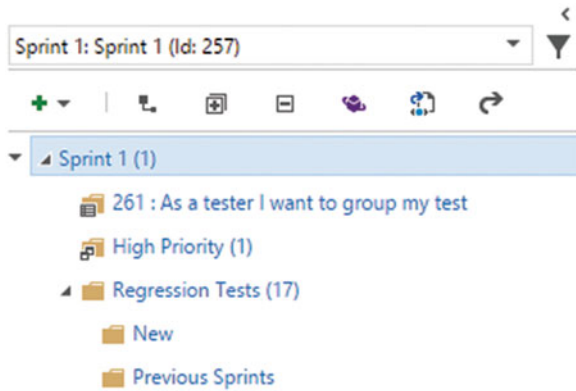 Sprint 1: Sprint 1 (Id: 257)
Sprint 1 (1)
261 : As a tester I want to group my test
High Priority (1)
Regression Tests (17)
New
Previous Sprints